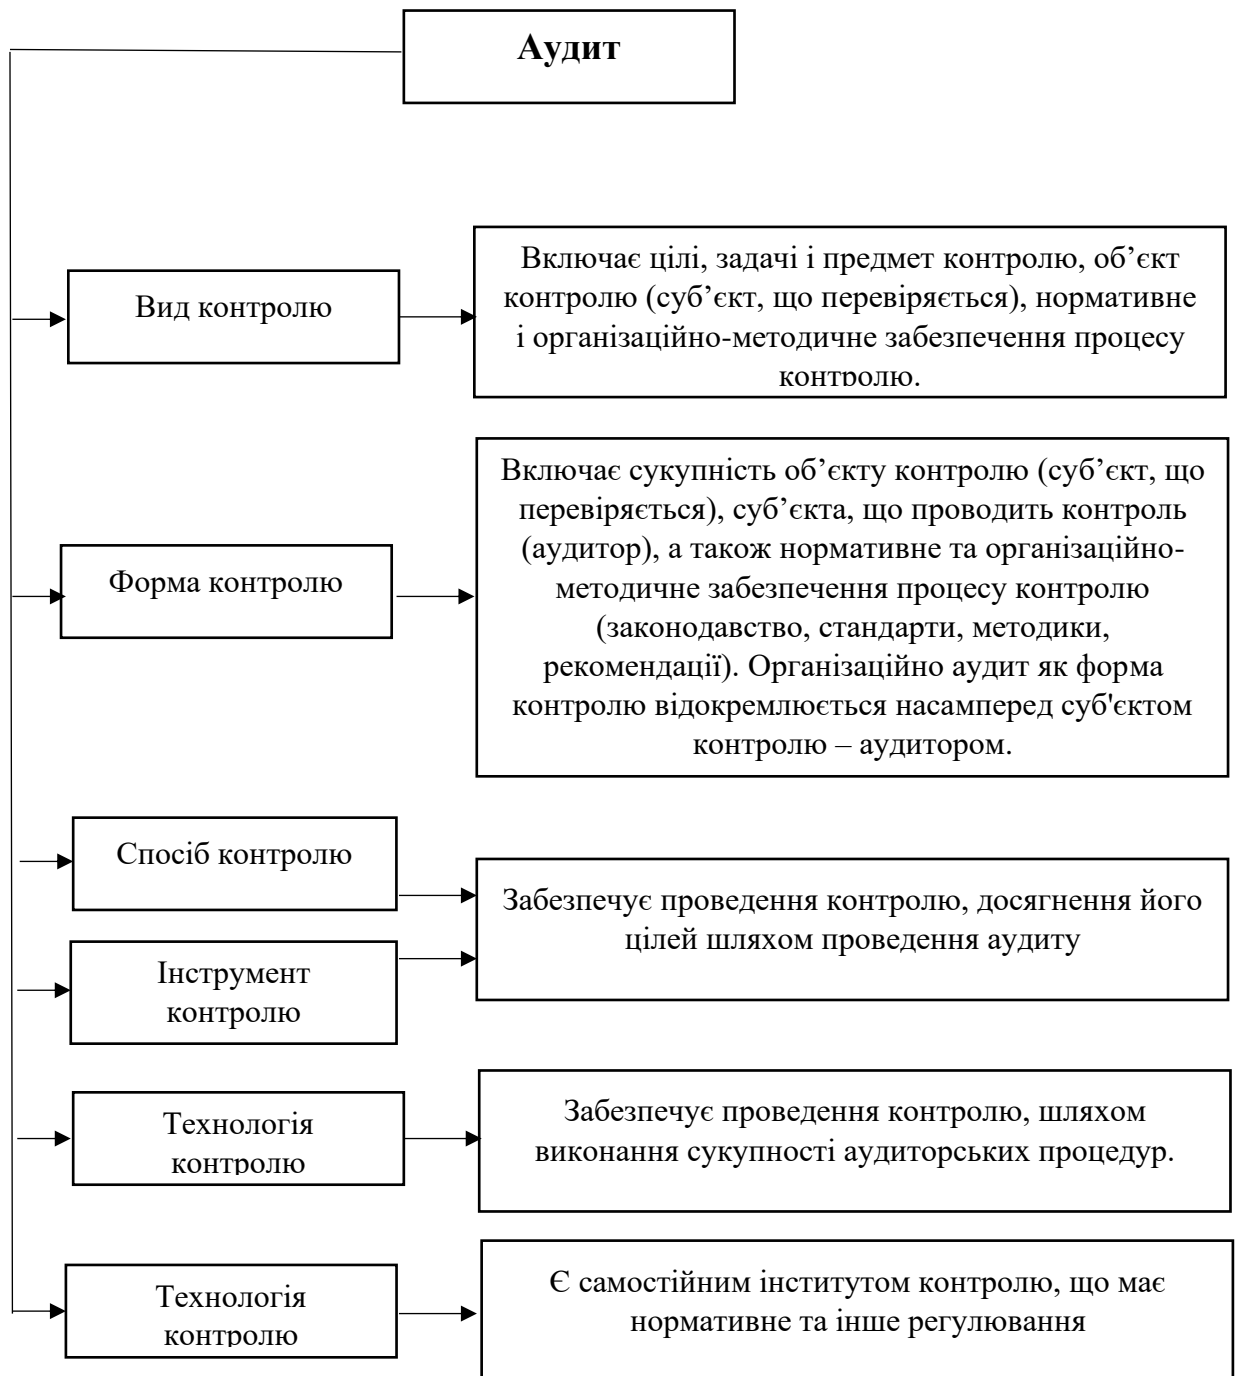 Аудит
Вид контролю
Включає цілі, задачі і предмет контролю, об’єкт
контролю (суб’єкт, що перевіряється), нормативне
і організаційно-методичне забезпечення процесу
контролю.
Форма контролю
Включає сукупність об’єкту контролю (суб’єкт, що
перевіряється), суб’єкта, що проводить контроль
(аудитор), а також нормативне та організаційно-
методичне забезпечення процесу контролю
(законодавство, стандарти, методики,
рекомендації). Організаційно аудит як форма
контролю відокремлюється насамперед суб'єктом
контролю – аудитором.
Спосіб контролю
Інструмент
контролю
Забезпечує проведення контролю, досягнення його
цілей шляхом проведення аудиту
Технологія
контролю
Забезпечує проведення контролю, шляхом
виконання сукупності аудиторських процедур.
Технологія
контролю
Є самостійним інститутом контролю, що має
нормативне та інше регулювання